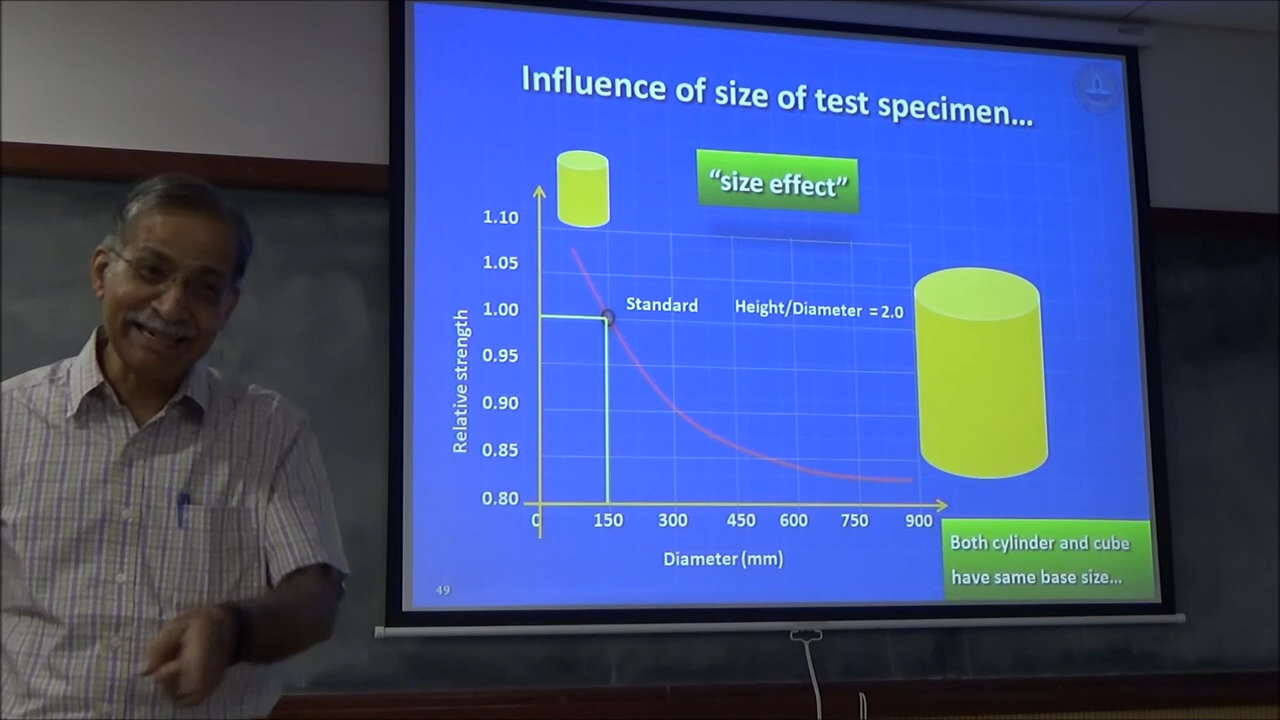 Influence of size of test specimen...
“size effect”
1.10
1.05
1.00
0.95
0.90
0.85
0.80
Relative strength
Standard
Height/Diameter = 2.0
0
150
300
450
600
750
900
Diameter (mm)
Both cylinder and cube
have same base size...
49